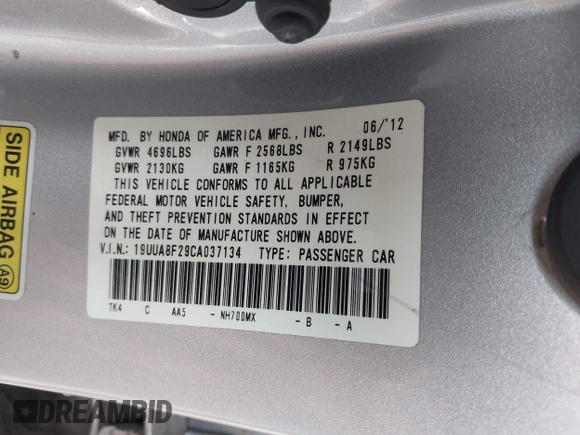 MFD. BY HONDA OF AMERICA MFG., INC. 06/'12
GVWR 4696LBS GAWR F 2568LBS R 2149LBS
GVWR 2130KG GAWR F 1165KG R 975KG
THIS VEHICLE CONFORMS TO ALL APPLICABLE
FEDERAL MOTOR VEHICLE SAFETY, BUMPER,
AND THEFT PREVENTION STANDARDS IN EFFECT
ON THE DATE OF MANUFACTURE SHOWN ABOVE.
V.I.N.: 19UUA8F29CA037134 TYPE: PASSENGER CAR
TK4 C AA5 - NH700MX - B - A
SIDE AIRBAG A9
DREAMBID